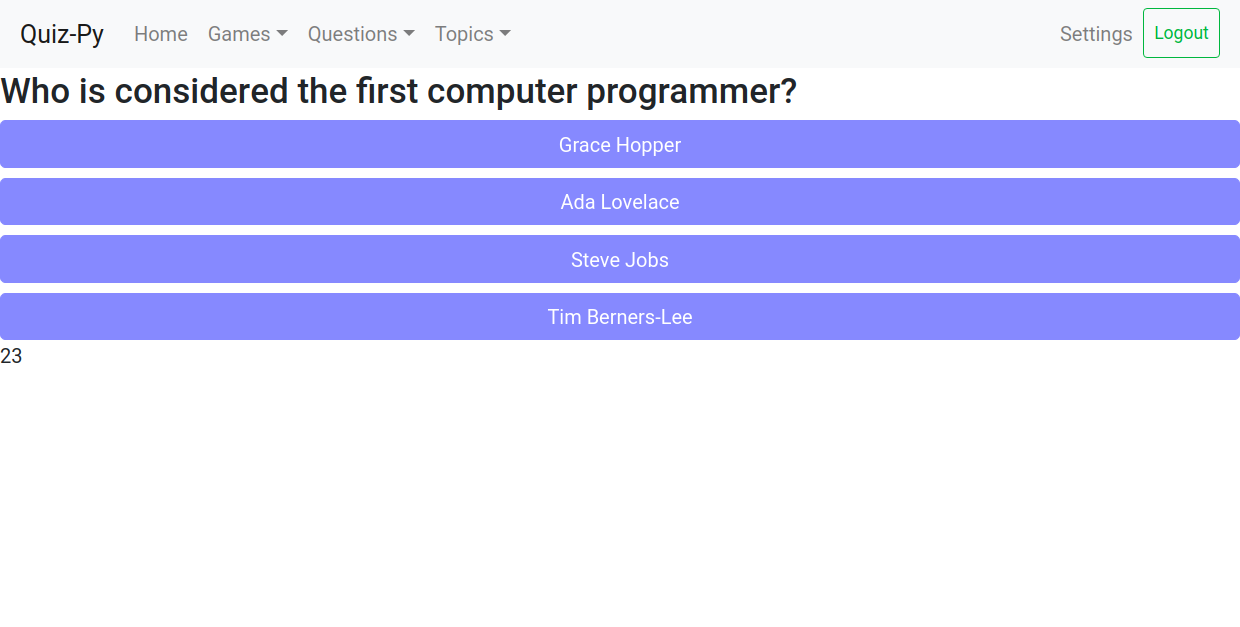 Quiz-Py Home Games Questions Topics Settings Logout
Who is considered the first computer programmer?
Grace Hopper
Ada Lovelace
Steve Jobs
Tim Berners-Lee
23